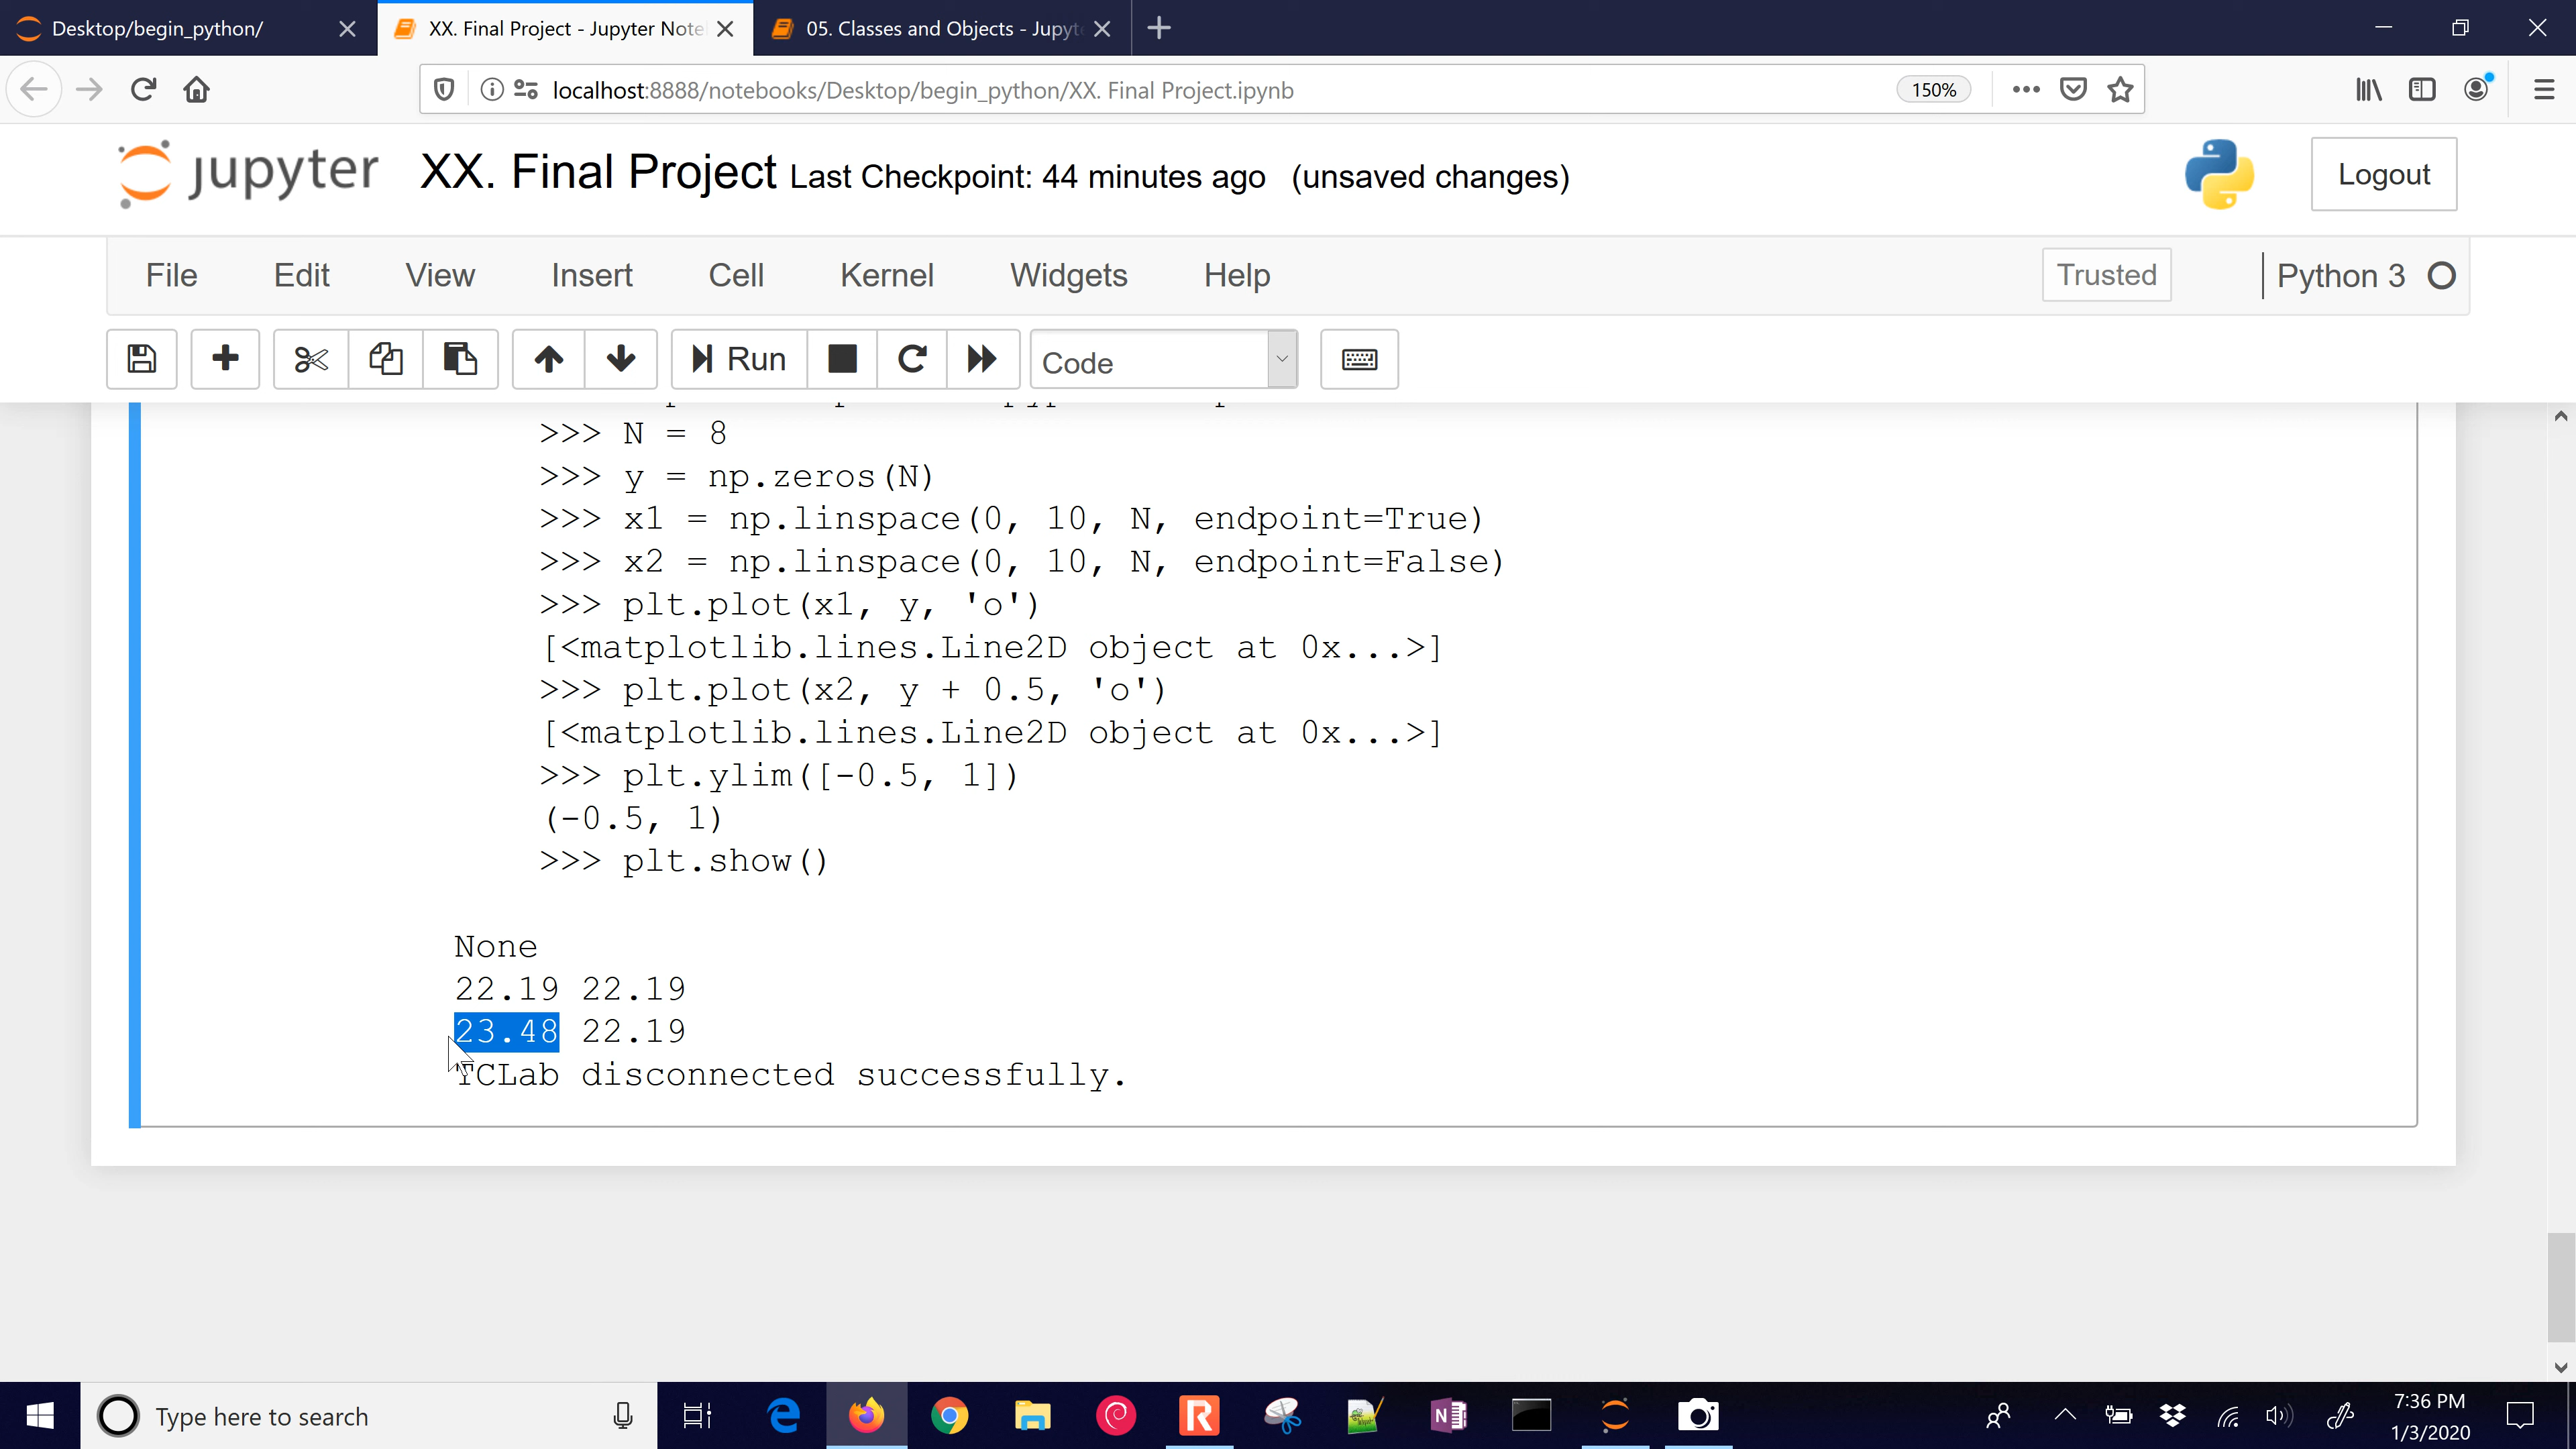 Desktop/begin_python/
XX. Final Project - Jupyter Note
05. Classes and Objects - Jupyt
localhost:8888/notebooks/Desktop/begin_python/XX. Final Project.ipynb
150%
jupyter
XX. Final Project Last Checkpoint: 44 minutes ago (unsaved changes)
Logout
File Edit View Insert Cell Kernel Widgets Help
Trusted
Python 3
Run
Code
>>> N = 8
>>> y = np.zeros(N)
>>> x1 = np.linspace(0, 10, N, endpoint=True)
>>> x2 = np.linspace(0, 10, N, endpoint=False)
>>> plt.plot(x1, y, 'o')
[<matplotlib.lines.Line2D object at 0x...>]
>>> plt.plot(x2, y + 0.5, 'o')
[<matplotlib.lines.Line2D object at 0x...>]
>>> plt.ylim([-0.5, 1])
(-0.5, 1)
>>> plt.show()
None
22.19 22.19
23.48 22.19
TCLab disconnected successfully.
Type here to search
7:36 PM
1/3/2020